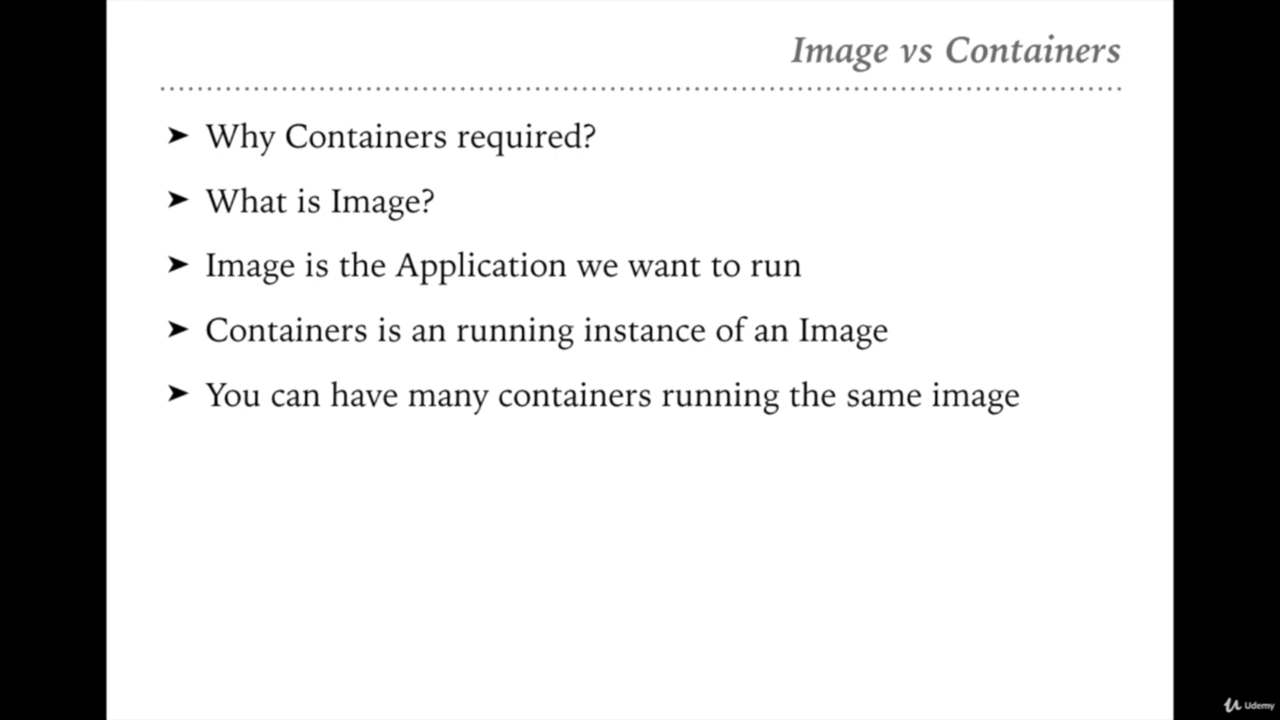 Image vs Containers
➤ Why Containers required?
➤ What is Image?
➤ Image is the Application we want to run
➤ Containers is an running instance of an Image
➤ You can have many containers running the same image
Udemy